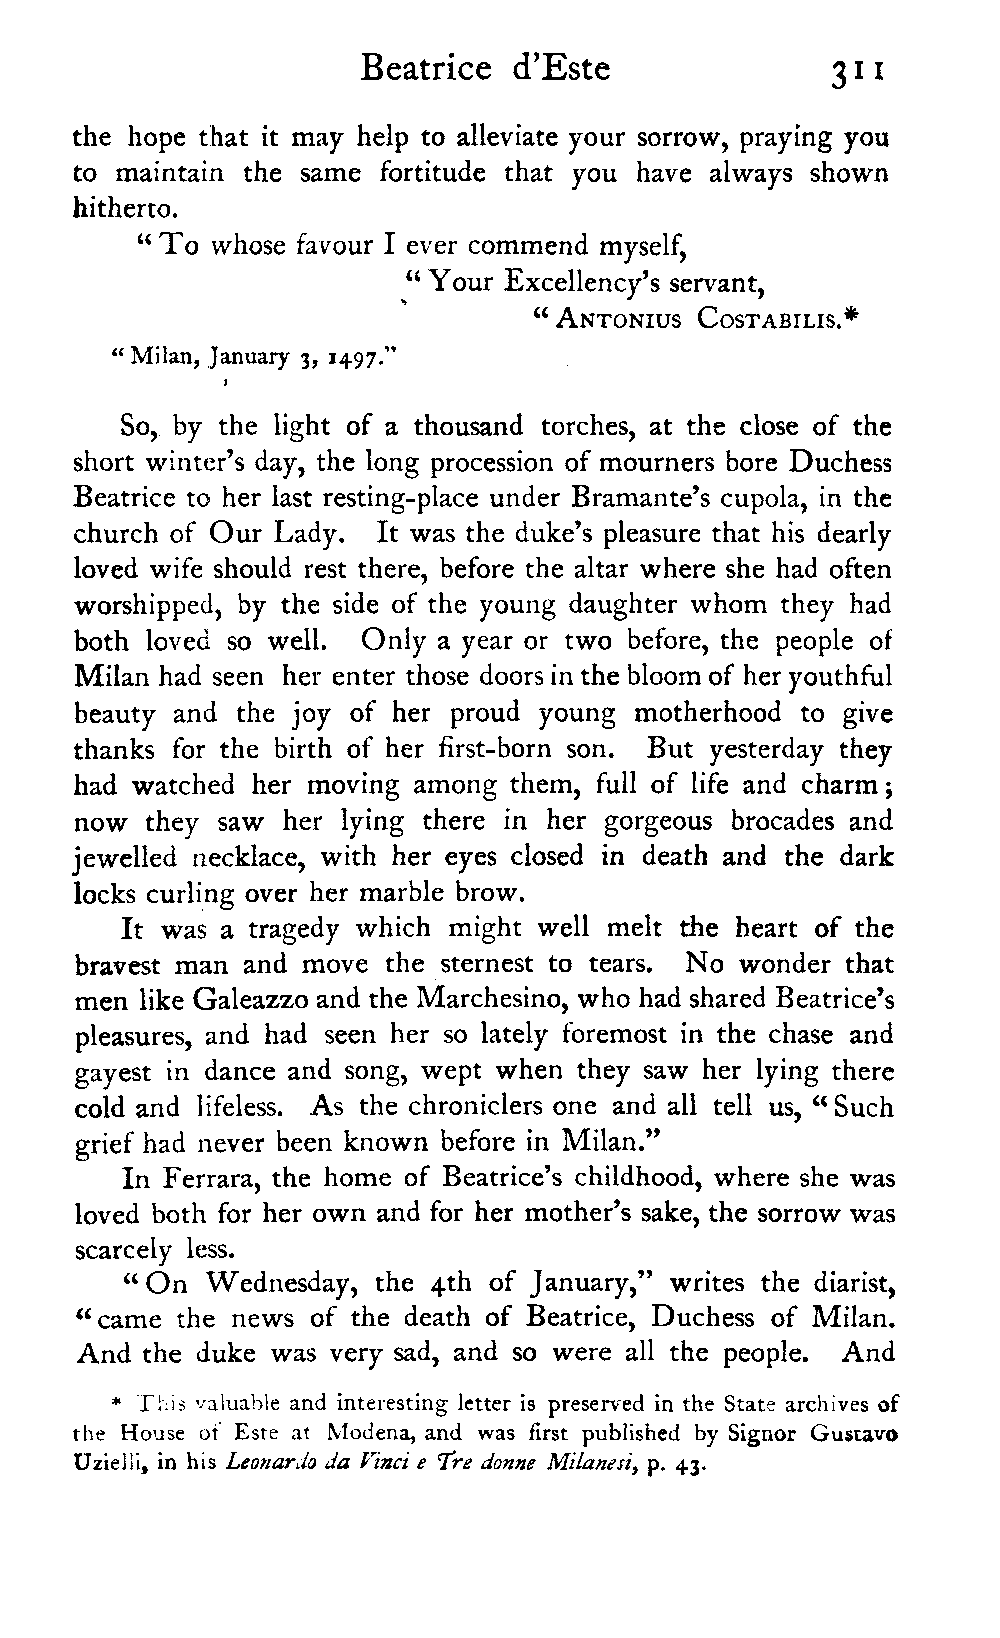 Beatrice d'Este 311
the hope that it may help to alleviate your sorrow, praying you
to maintain the same fortitude that you have always shown
hitherto.
“To whose favour I ever commend myself,
“Your Excellency's servant,
“ANTONIUS COSTABILIS.*
“Milan, January 3, 1497.”
So, by the light of a thousand torches, at the close of the
short winter's day, the long procession of mourners bore Duchess
Beatrice to her last resting-place under Bramante's cupola, in the
church of Our Lady. It was the duke's pleasure that his dearly
loved wife should rest there, before the altar where she had often
worshipped, by the side of the young daughter whom they had
both loved so well. Only a year or two before, the people of
Milan had seen her enter those doors in the bloom of her youthful
beauty and the joy of her proud young motherhood to give
thanks for the birth of her first-born son. But yesterday they
had watched her moving among them, full of life and charm;
now they saw her lying there in her gorgeous brocades and
jewelled necklace, with her eyes closed in death and the dark
locks curling over her marble brow.
It was a tragedy which might well melt the heart of the
bravest man and move the sternest to tears. No wonder that
men like Galeazzo and the Marchesino, who had shared Beatrice's
pleasures, and had seen her so lately foremost in the chase and
gayest in dance and song, wept when they saw her lying there
cold and lifeless. As the chroniclers one and all tell us, “Such
grief had never been known before in Milan.”
In Ferrara, the home of Beatrice's childhood, where she was
loved both for her own and for her mother's sake, the sorrow was
scarcely less.
“On Wednesday, the 4th of January,” writes the diarist,
“came the news of the death of Beatrice, Duchess of Milan.
And the duke was very sad, and so were all the people. And
* This valuable and interesting letter is preserved in the State archives of
the House of Este at Modena, and was first published by Signor Gustavo
Uzielli, in his Leonardo da Vinci e Tre donne Milanesi, p. 43.